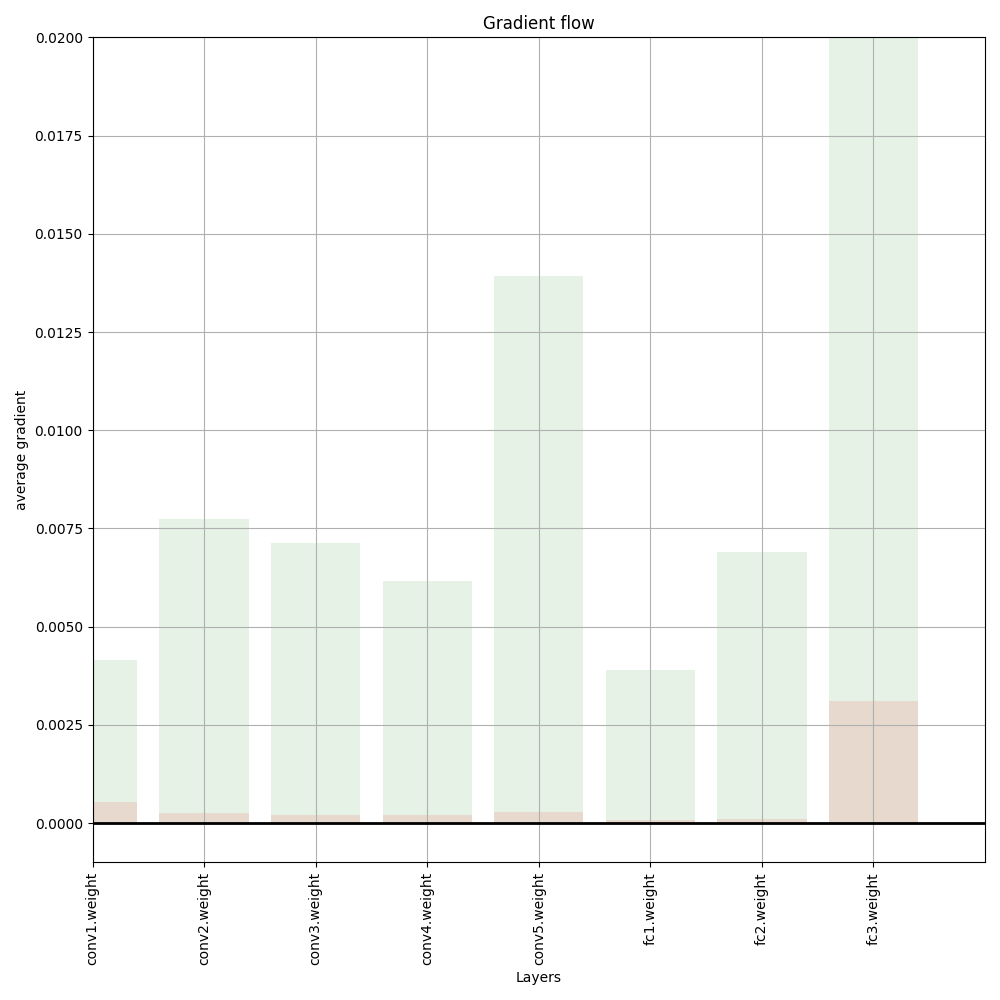 Gradient flow
0.0200
0.0175
0.0150
0.0125
0.0100
0.0075
0.0050
0.0025
0.0000
average gradient
conv1.weight
conv2.weight
conv3.weight
conv4.weight
conv5.weight
fc1.weight
fc2.weight
fc3.weight
Layers